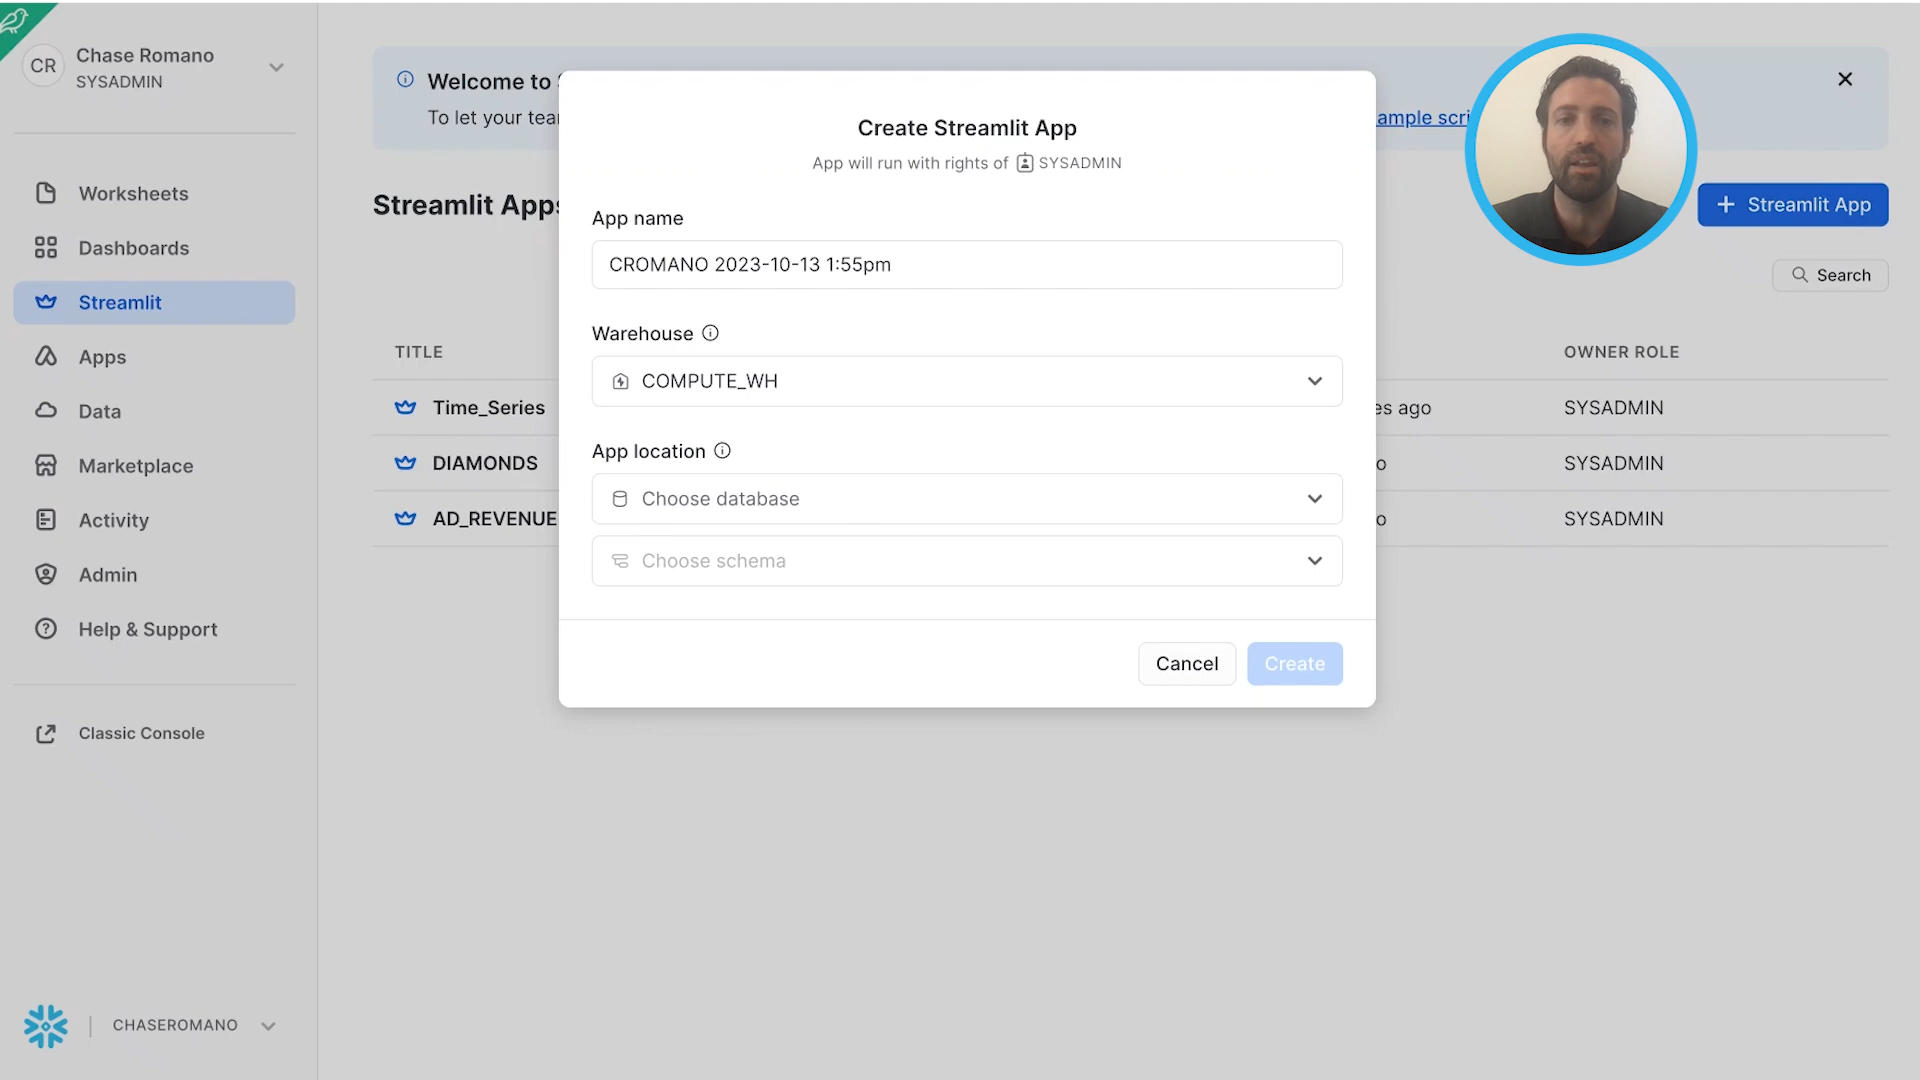 CR
Chase Romano
SYSADMIN
Worksheets
Dashboards
Streamlit
Apps
Data
Marketplace
Activity
Admin
Help & Support
Classic Console
CHASEROMANO
Welcome to
To let your
ample scri
Streamlit Apps
+ Streamlit App
Search
TITLE
OWNER ROLE
Time_Series
es ago
SYSADMIN
DIAMONDS
o
SYSADMIN
AD_REVENUE
o
SYSADMIN
Create Streamlit App
App will run with rights of SYSADMIN
App name
CROMANO 2023-10-13 1:55pm
Warehouse
COMPUTE_WH
App location
Choose database
Choose schema
Cancel
Create